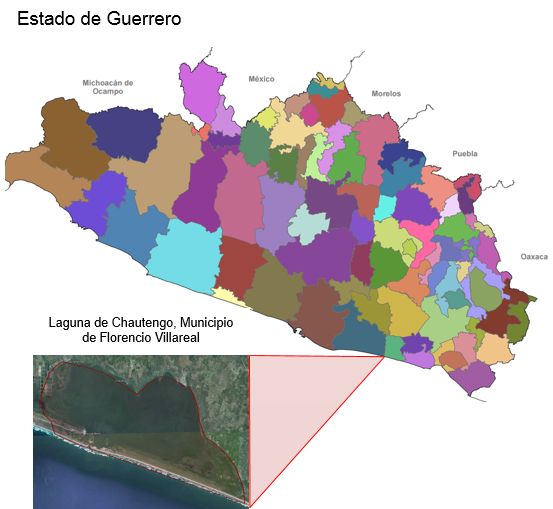 Estado de Guerrero
Michoacán de
Ocampo
México
Morelos
Puebla
Oaxaca
Laguna de Chautengo, Municipio
de Florencio Villareal